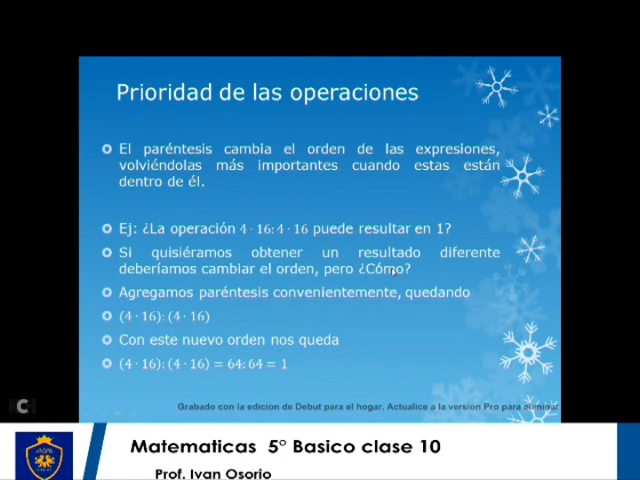 Prioridad de las operaciones
El paréntesis cambia el orden de las expresiones,
volviéndolas más importantes cuando estas están
dentro de él.
Ej: ¿La operación 4 · 16: 4 · 16 puede resultar en 1?
Si quisiéramos obtener un resultado diferente
deberíamos cambiar el orden, pero ¿Cómo?
Agregamos paréntesis convenientemente, quedando
(4 · 16): (4 · 16)
Con este nuevo orden nos queda
(4 · 16): (4 · 16) = 64: 64 = 1
Grabado con la edición de Debut para el hogar. Actualice a la versión Pro para eliminar
Matematicas 5° Basico clase 10
Prof. Ivan Osorio